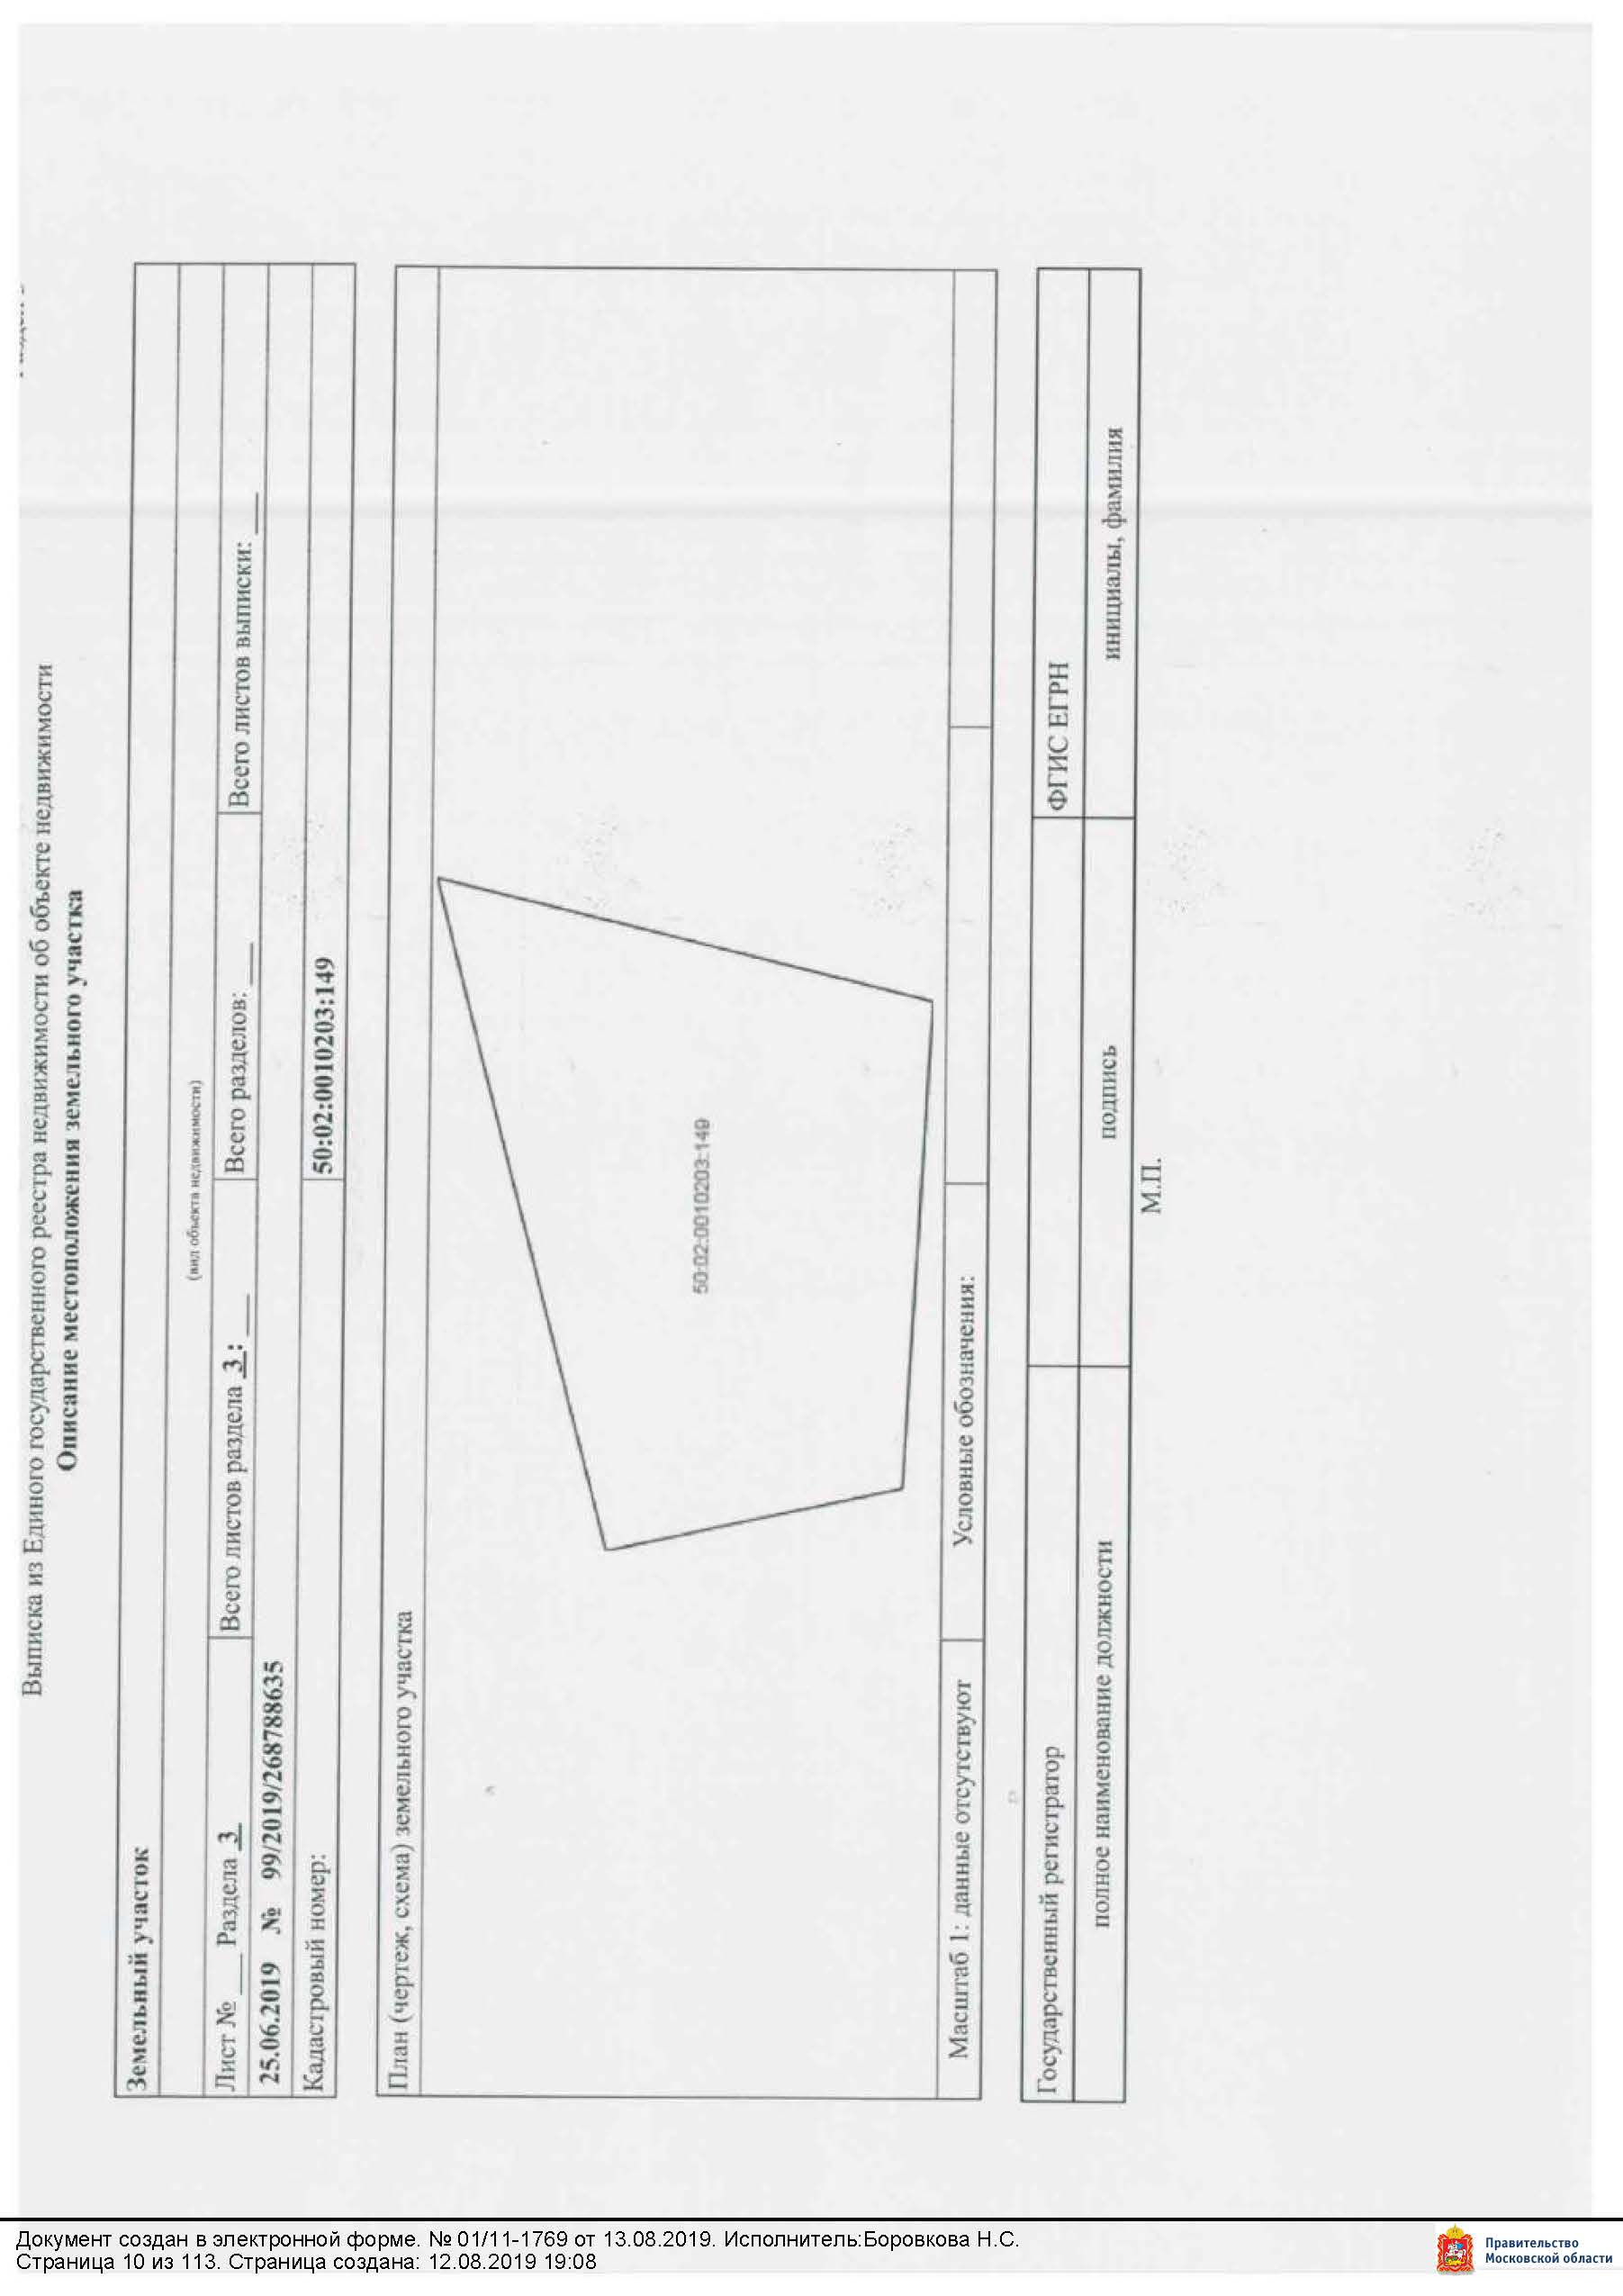 Выписка из Единого государственного реестра недвижимости об объекте недвижимости
Описание местоположения земельного участка
Земельный участок
(вид объекта недвижимости)
Лист № ___ Раздела 3 Всего листов раздела 3 : ___ Всего разделов: ___ Всего листов выписки: ___
25.06.2019 № 99/2019/268788635
Кадастровый номер: 50:02:0010203:149
План (чертеж, схема) земельного участка
50:02:0010203:149
Масштаб 1: данные отсутствуют Условные обозначения:
Государственный регистратор ФГИС ЕГРН
полное наименование должности подпись инициалы, фамилия
М.П.
Документ создан в электронной форме. № 01/11-1769 от 13.08.2019. Исполнитель:Боровкова Н.С.
Страница 10 из 113. Страница создана: 12.08.2019 19:08
Правительство
Московской области